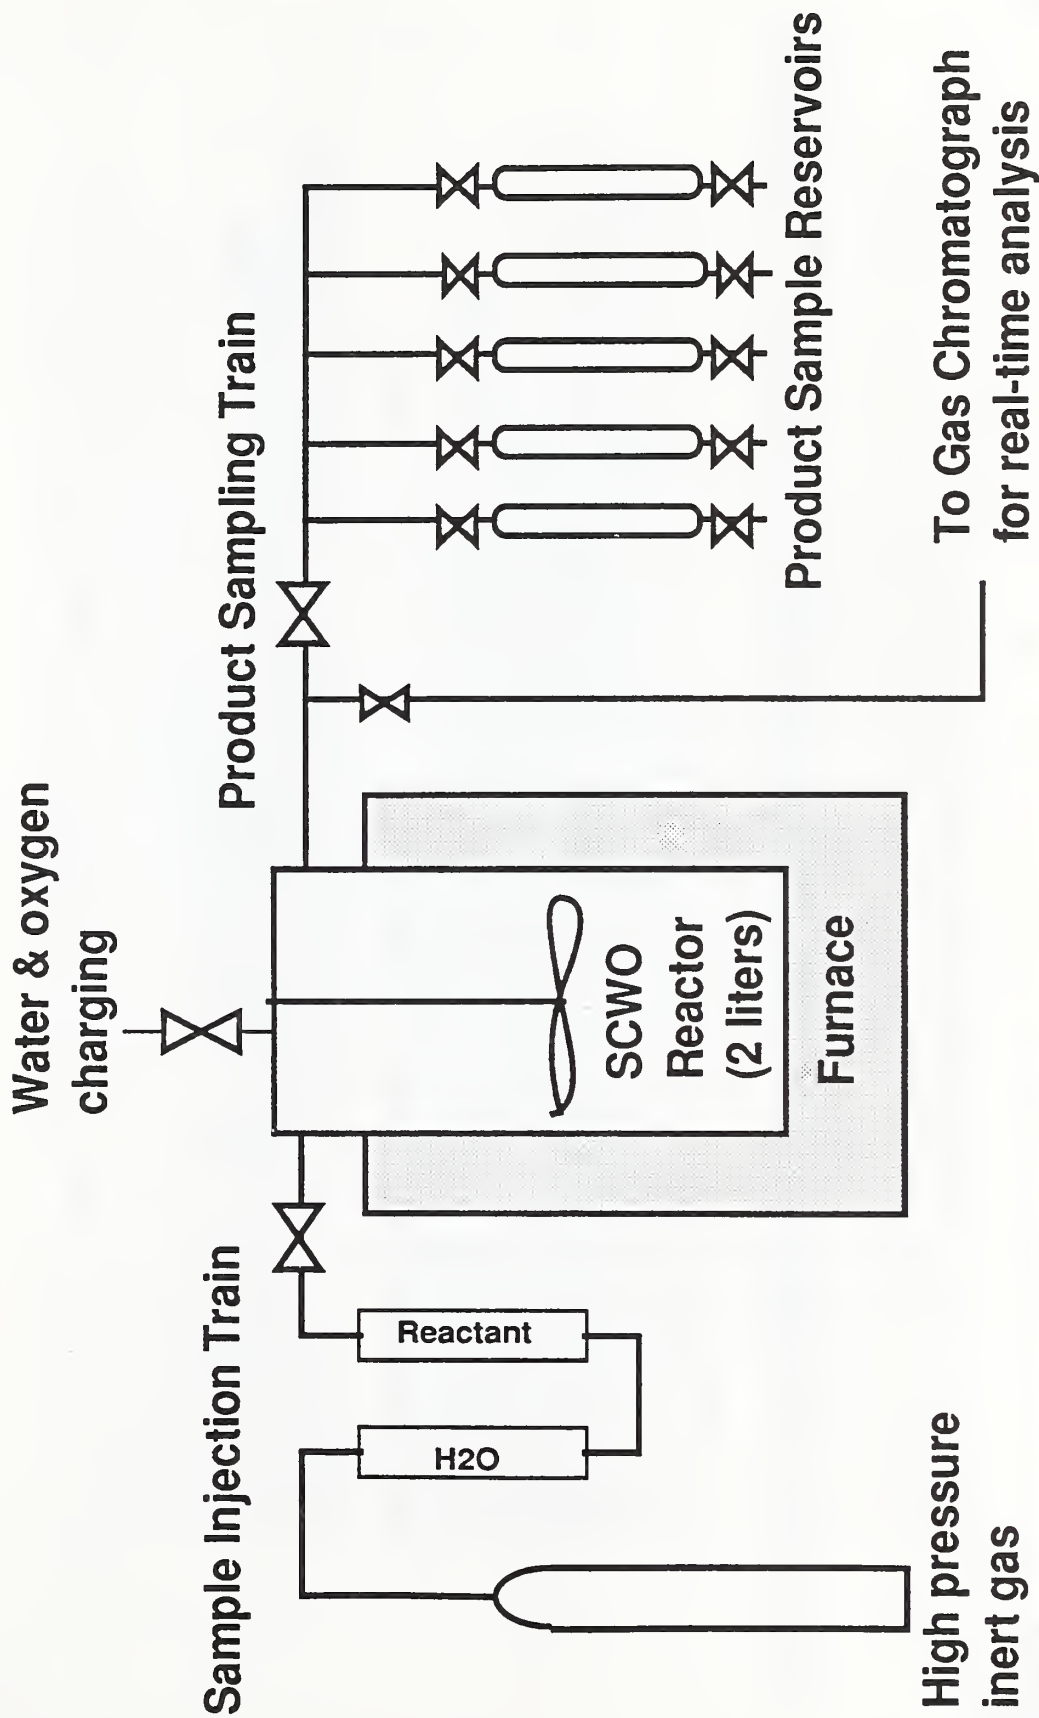 Water & oxygen
charging
Sample Injection Train
Product Sampling Train
Reactant
H2O
SCWO
Reactor
(2 liters)
Furnace
Product Sample Reservoirs
High pressure
inert gas
To Gas Chromatograph
for real-time analysis